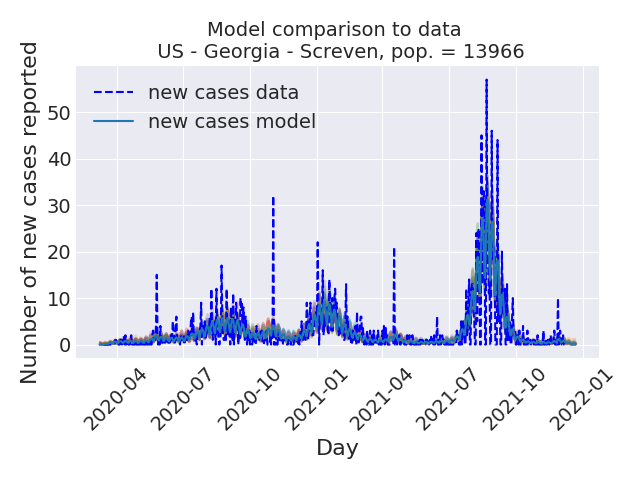 Model comparison to data
US - Georgia - Screven, pop. = 13966
new cases data
new cases model
Number of new cases reported
50
40
30
20
10
0
2020-04
2020-07
2020-10
2021-01
2021-04
2021-07
2021-10
2022-01
Day